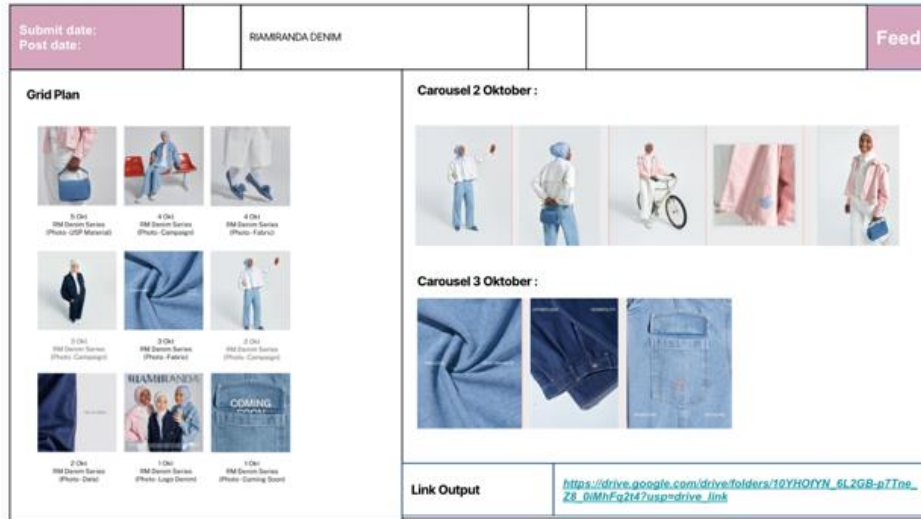 Submit date:
Post date:
RIAMIRANDA DENIM
Feed
Grid Plan
5 Okt
RM Denim Series
(Photo- USP Material)
4 Okt
RM Denim Series
(Photo- Campaign)
4 Okt
RM Denim Series
(Photo- Fabric)
3 Okt
RM Denim Series
(Photo- Campaign)
3 Okt
RM Denim Series
(Photo- Fabric)
2 Okt
RM Denim Series
(Photo- Campaign)
RIAMIRANDA
COMING
SOON
2 Okt
RM Denim Series
(Photo- Date)
1 Okt
RM Denim Series
(Photo- Logo Denim)
1 Okt
RM Denim Series
(Photo- Coming Soon)
Carousel 2 Oktober :
Carousel 3 Oktober :
Link Output
https://drive.google.com/drive/folders/10YHOfYN_6L2GB-p7Tne_
Z8_0iMhFq2t4?usp=drive_link